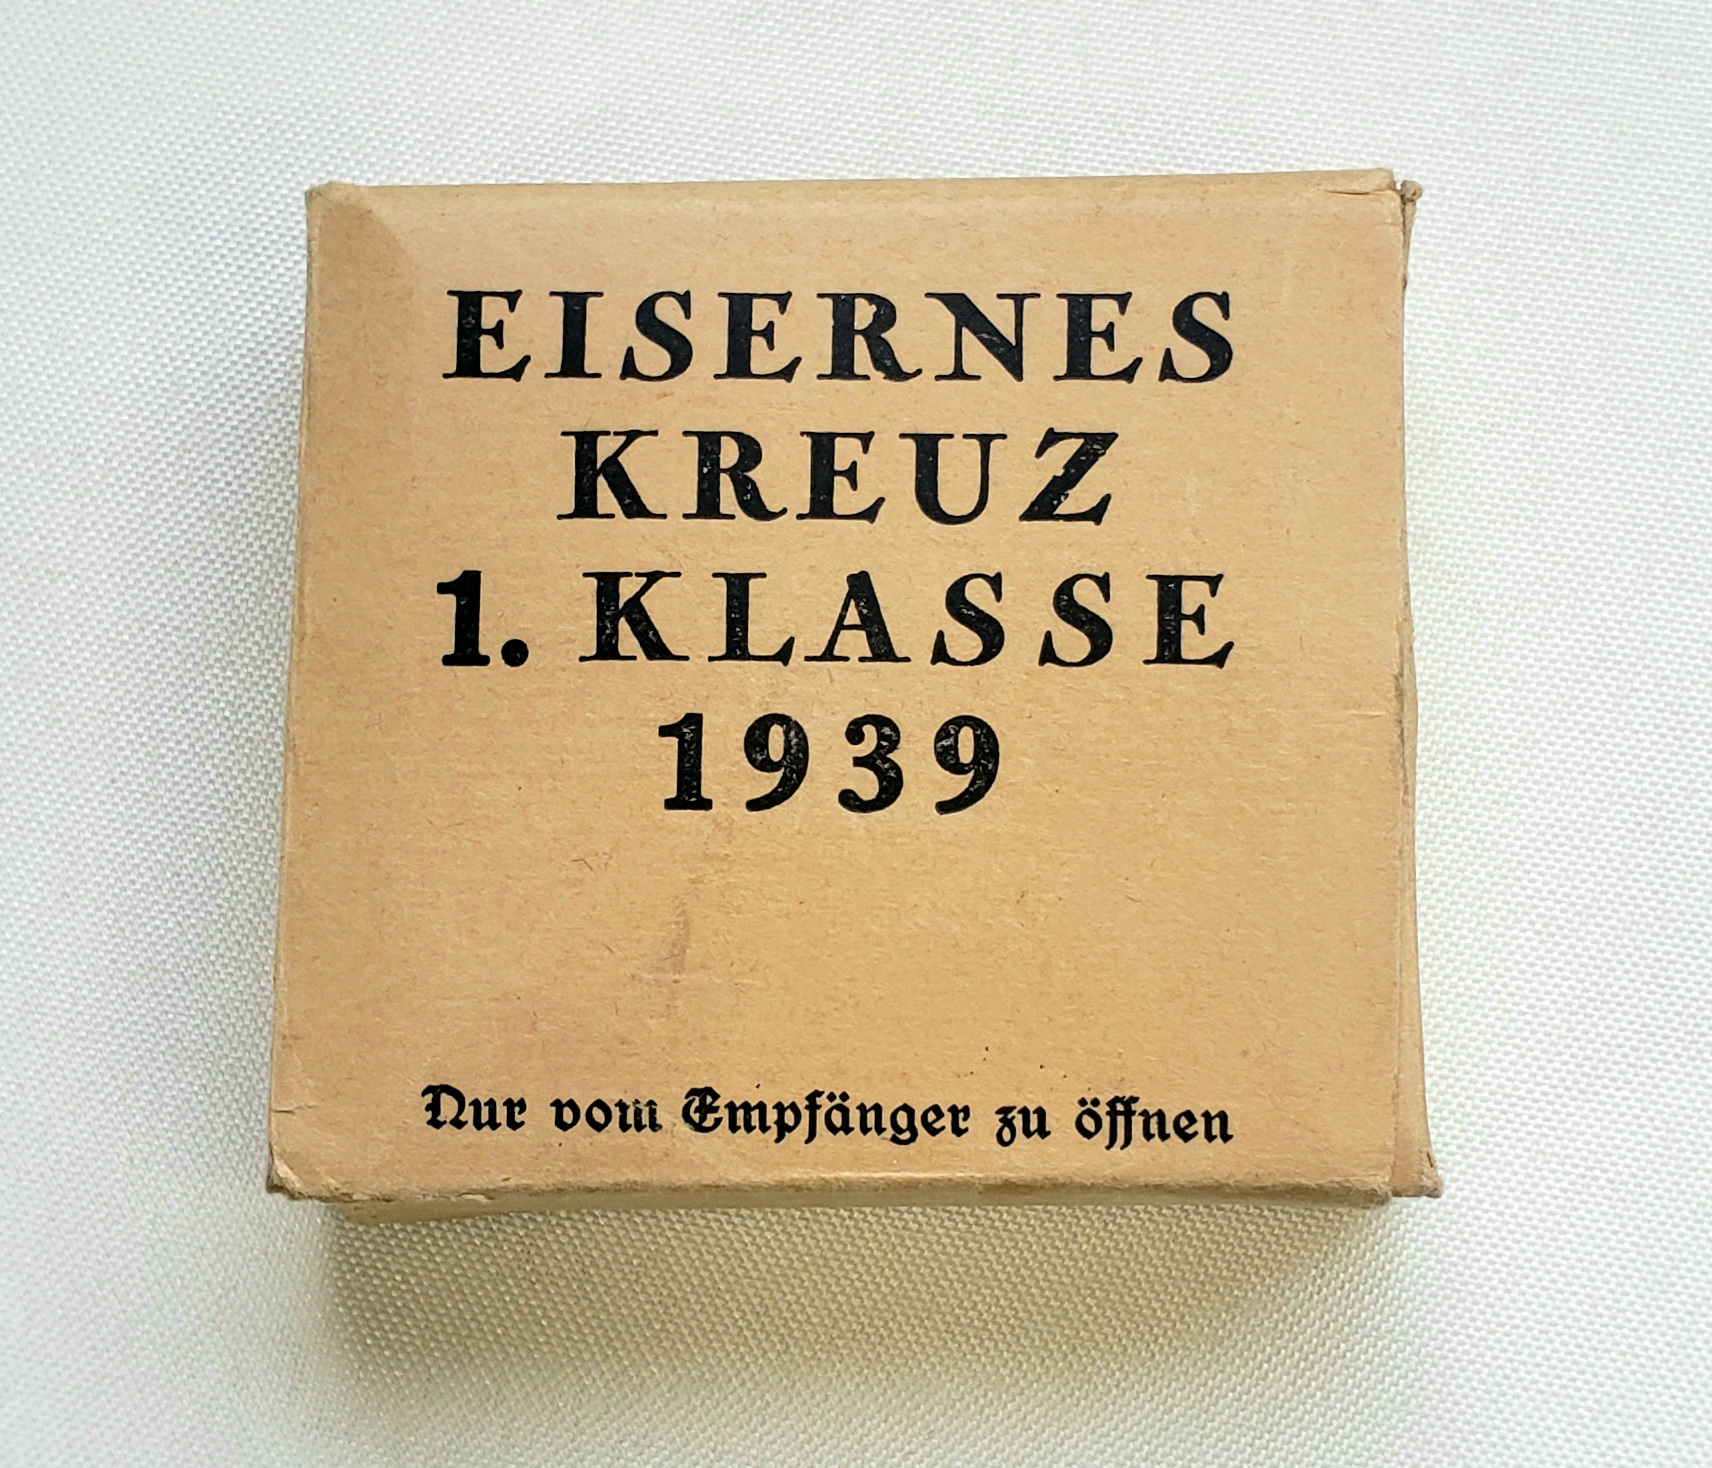 EISERNES
KREUZ
1. KLASSE
1939
Nur vom Empfänger zu öffnen